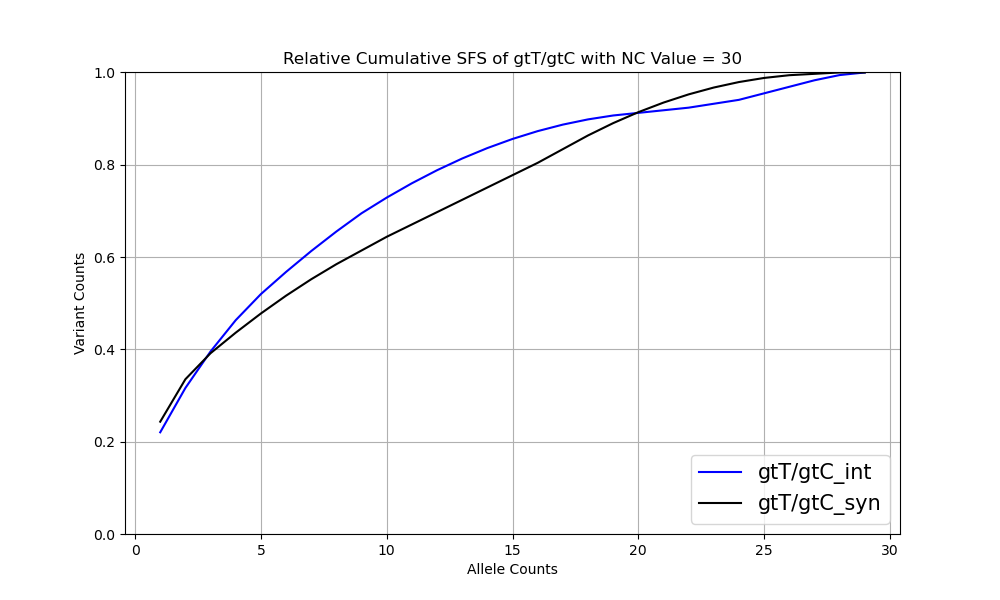 Relative Cumulative SFS of gtT/gtC with NC Value = 30
1.0
0.8
0.6
0.4
0.2
0.0
Variant Counts
gtT/gtC_int
gtT/gtC_syn
0 5 10 15 20 25 30
Allele Counts